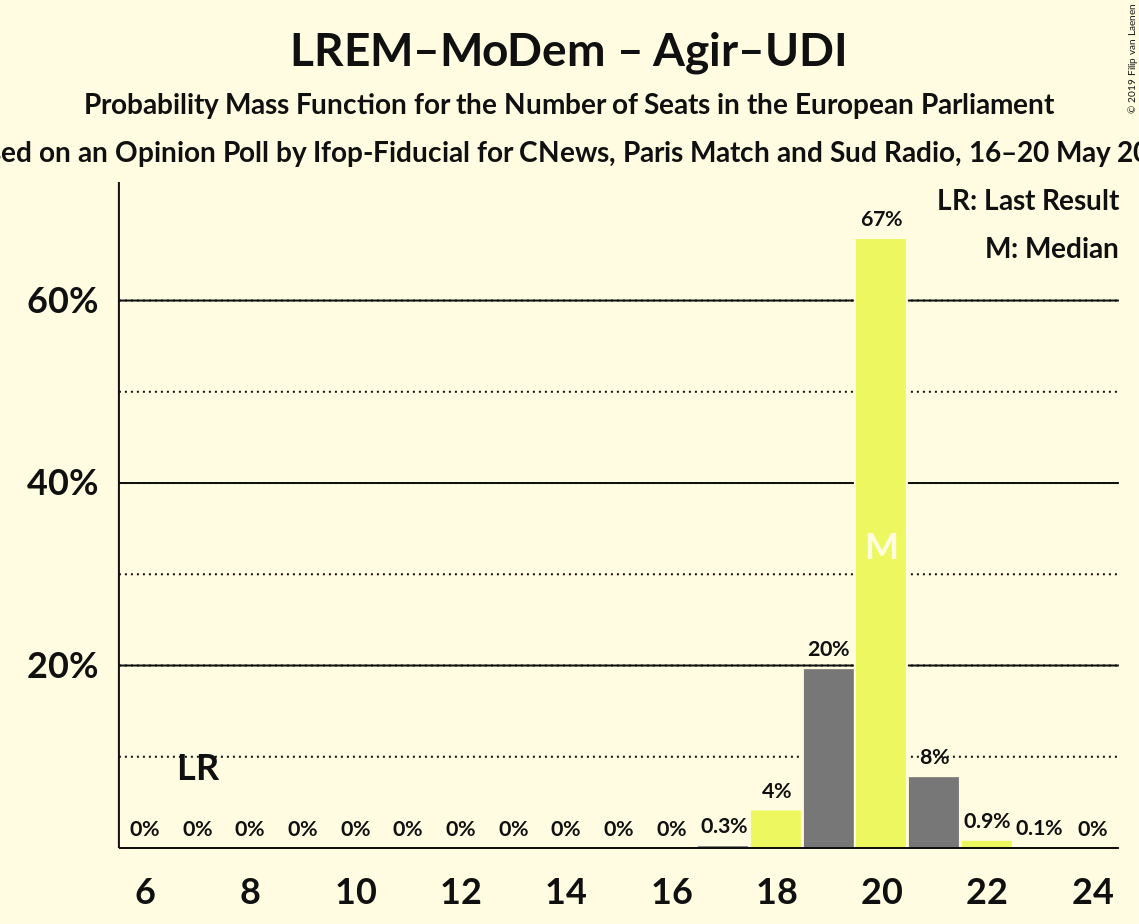 LREM–MoDem – Agir–UDI
Probability Mass Function for the Number of Seats in the European Parliament
on an Opinion Poll by Ifop-Fiducial for CNews, Paris Match and Sud Radio, 16–20 May
© 2019 Filip van Laenen
LR: Last Result
M: Median
67%
60%
40%
M
20%
20%
LR
8%
4%
0% 0% 0% 0% 0% 0% 0% 0% 0% 0% 0% 0.3% 0.9% 0.1% 0%
6 8 10 12 14 16 18 20 22 24